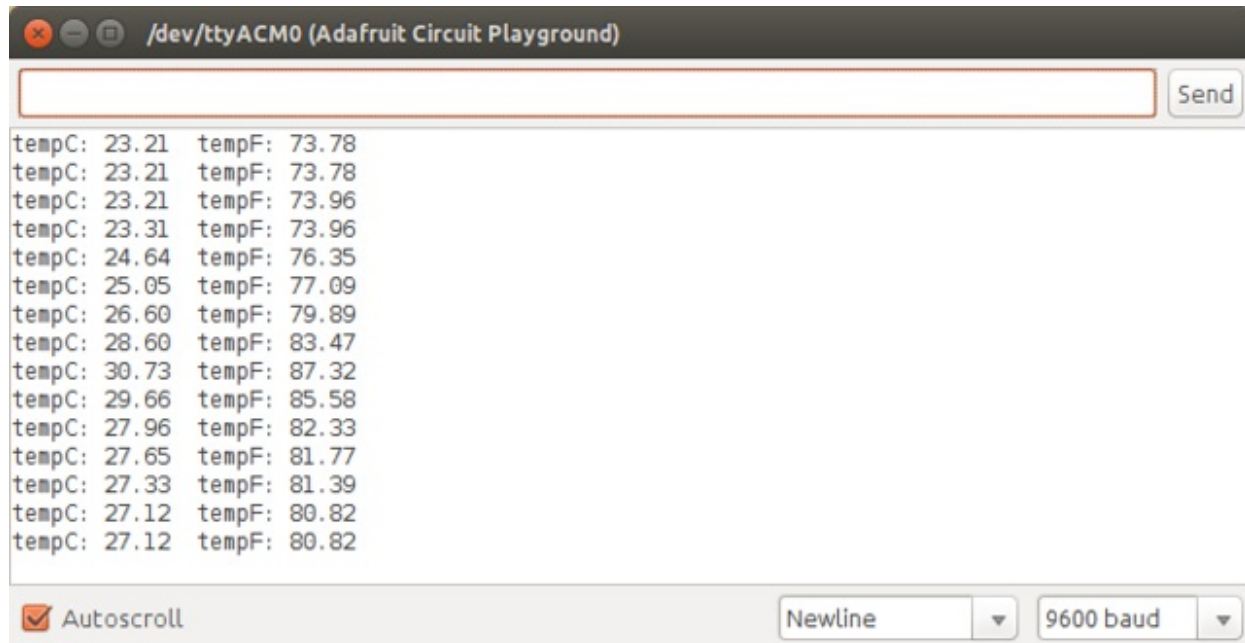 /dev/ttyACM0 (Adafruit Circuit Playground)
Send
tempC: 23.21  tempF: 73.78
tempC: 23.21  tempF: 73.78
tempC: 23.21  tempF: 73.96
tempC: 23.31  tempF: 73.96
tempC: 24.64  tempF: 76.35
tempC: 25.05  tempF: 77.09
tempC: 26.60  tempF: 79.89
tempC: 28.60  tempF: 83.47
tempC: 30.73  tempF: 87.32
tempC: 29.66  tempF: 85.58
tempC: 27.96  tempF: 82.33
tempC: 27.65  tempF: 81.77
tempC: 27.33  tempF: 81.39
tempC: 27.12  tempF: 80.82
tempC: 27.12  tempF: 80.82
Autoscroll Newline 9600 baud